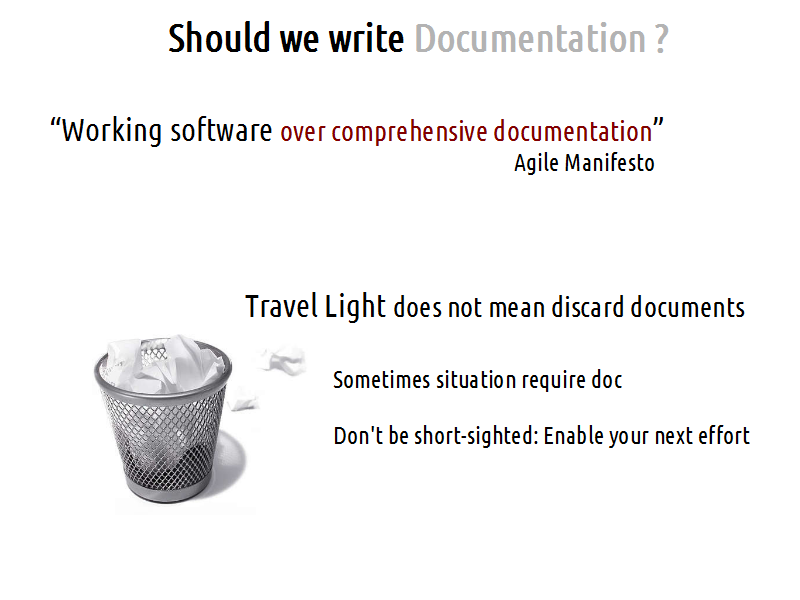 Should we write Documentation ?
“Working software over comprehensive documentation”
Agile Manifesto
Travel Light does not mean discard documents
Sometimes situation require doc
Don't be short-sighted: Enable your next effort